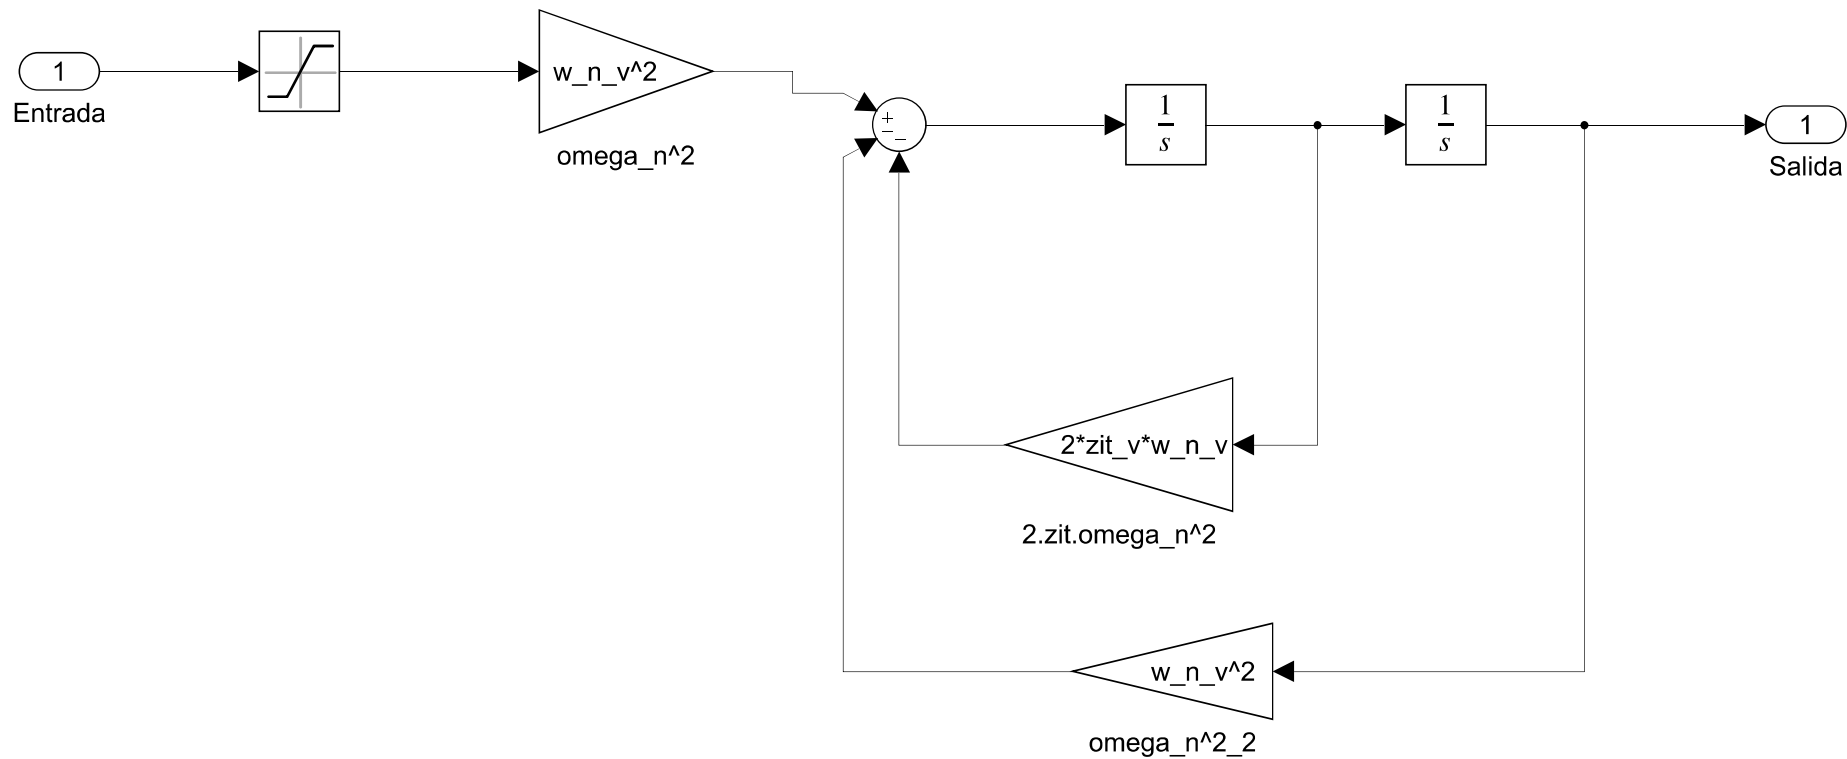 1
Entrada
w_n_v^2
omega_n^2
+
−
−
1
s
1
s
1
Salida
2*zit_v*w_n_v
2.zit.omega_n^2
w_n_v^2
omega_n^2_2